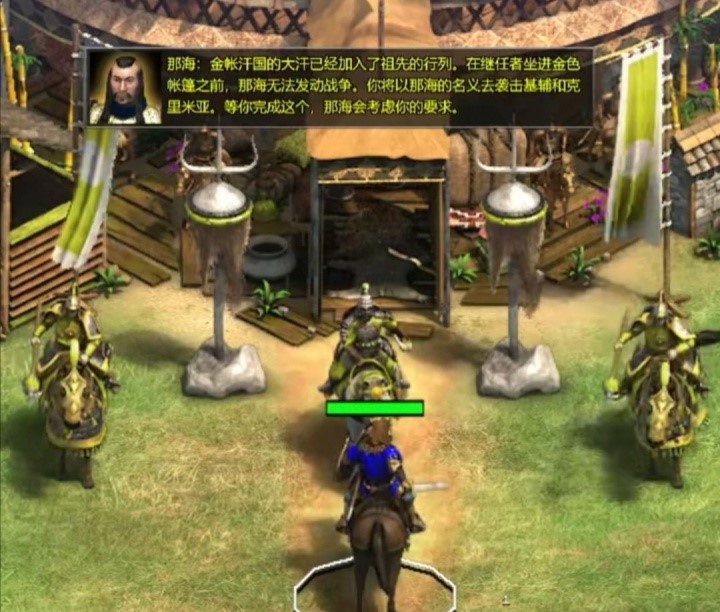 那海：金帐汗国的大汗已经加入了祖先的行列。在继任者坐进金色
帐篷之前，那海无法发动战争。你将以那海的名义去袭击基辅和克
里米亚。等你完成这个，那海会考虑你的要求。